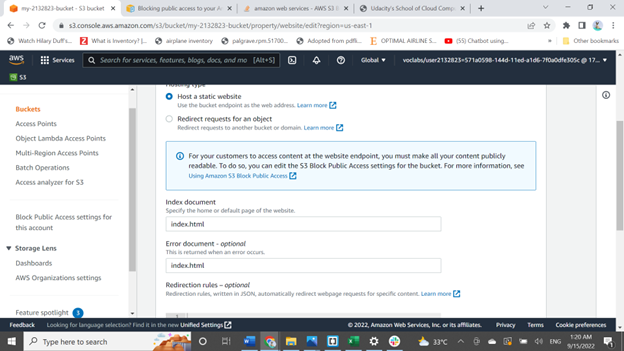 my-2132823-bucket - S3 bucket
Blocking public access to your A
amazon web services - AWS S3
Udacity's School of Cloud Comp
s3.console.aws.amazon.com/s3/bucket/my-2132823-bucket/property/website/edit?region=us-east-1
Watch Hilary Duff's...
What is Inventory? |...
airplane inventory
palgrave.rpm.51700...
Adopted from pdfli...
OPTIMAL AIRLINE S...
(55) Chatbot using...
Other bookmarks
aws
Services
Search for services, features, blogs, docs, and mo
[Alt+S]
Global
voclabs/user2132823=571a0598-144d-11ed-a1d6-7f0a0dfe305c @ 17...
S3
Buckets
Access Points
Object Lambda Access Points
Multi-Region Access Points
Batch Operations
Access analyzer for S3
Block Public Access settings for
this account
Storage Lens
Dashboards
AWS Organizations settings
Feature spotlight 3
Hosting type
Host a static website
Use the bucket endpoint as the web address. Learn more
Redirect requests for an object
Redirect requests to another bucket or domain. Learn more
For your customers to access content at the website endpoint, you must make all your content publicly
readable. To do so, you can edit the S3 Block Public Access settings for the bucket. For more information, see
Using Amazon S3 Block Public Access
Index document
Specify the home or default page of the website.
index.html
Error document - optional
This is returned when an error occurs.
index.html
Redirection rules – optional
Redirection rules, written in JSON, automatically redirect webpage requests for specific content. Learn more
Feedback
Looking for language selection? Find it in the new Unified Settings
© 2022, Amazon Web Services, Inc. or its affiliates.
Privacy
Terms
Cookie preferences
Type here to search
33°C
ENG
1:20 AM
9/15/2022